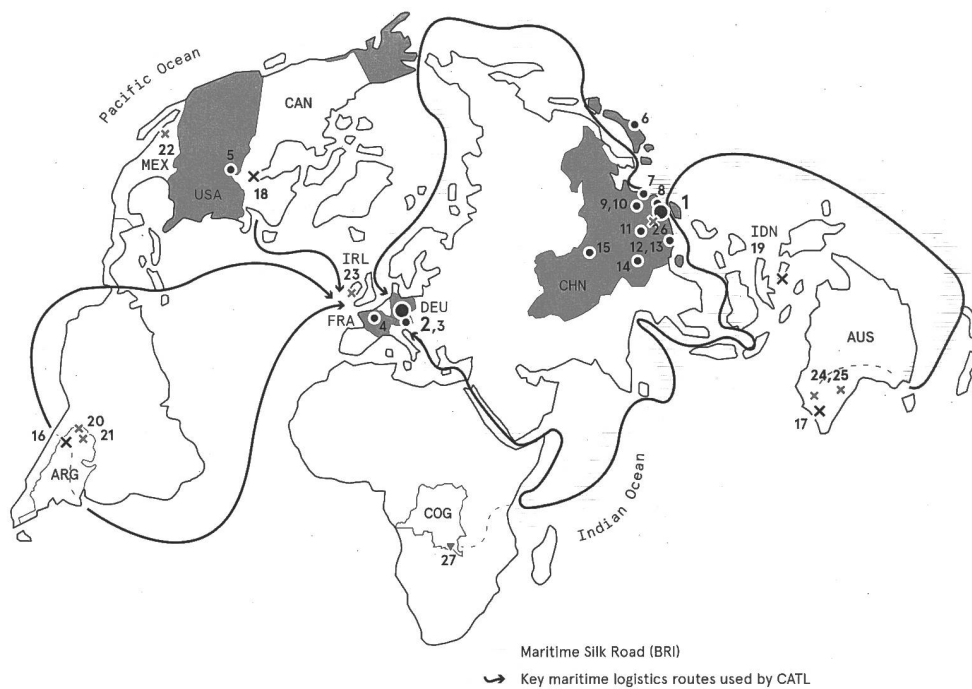 Pacific Ocean
CAN
6
22
MEX
5
18
USA
7
8
1
9,10
26
11
12,13
15
14
CHN
IDN
19
IRL
23
FRA
4
DEU
2,3
AUS
24,25
17
20
16
21
ARG
Indian Ocean
COG
27
Maritime Silk Road (BRI)
Key maritime logistics routes used by CATL